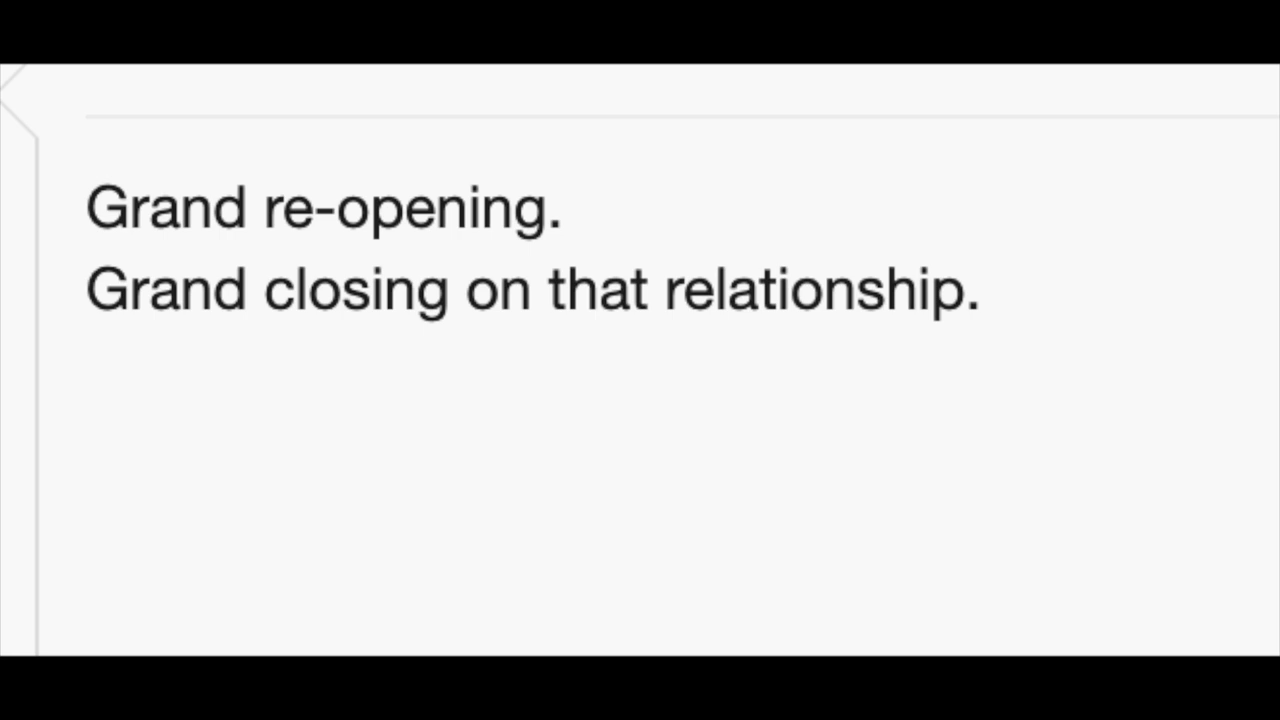 Grand re-opening.
Grand closing on that relationship.